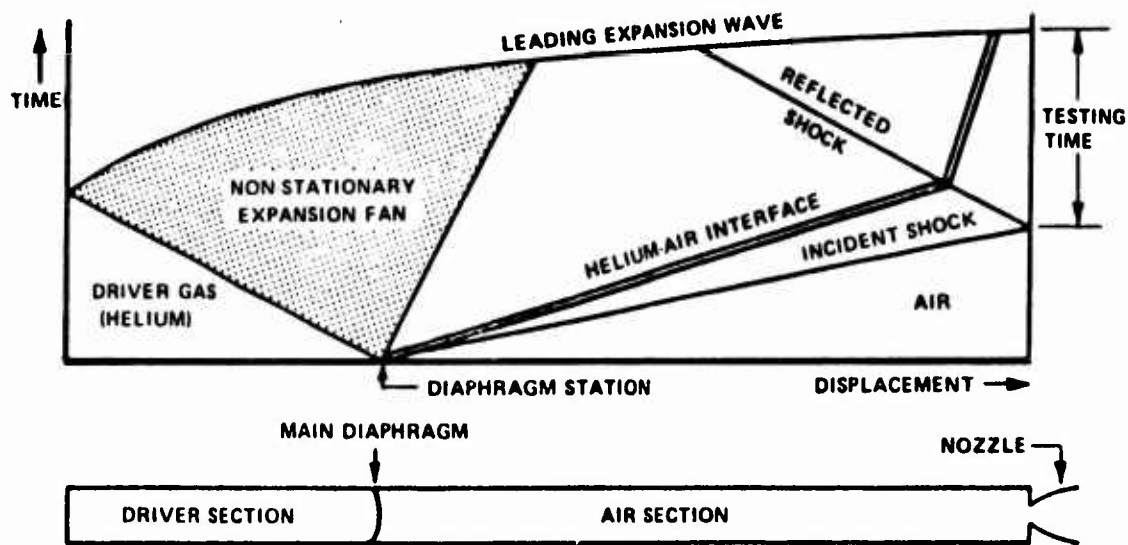 LEADING EXPANSION WAVE
TIME
REFLECTED
SHOCK
TESTING
TIME
NON STATIONARY
EXPANSION FAN
HELIUM-AIR INTERFACE
INCIDENT SHOCK
DRIVER GAS
(HELIUM)
AIR
DIAPHRAGM STATION
DISPLACEMENT
MAIN DIAPHRAGM
NOZZLE
DRIVER SECTION
AIR SECTION